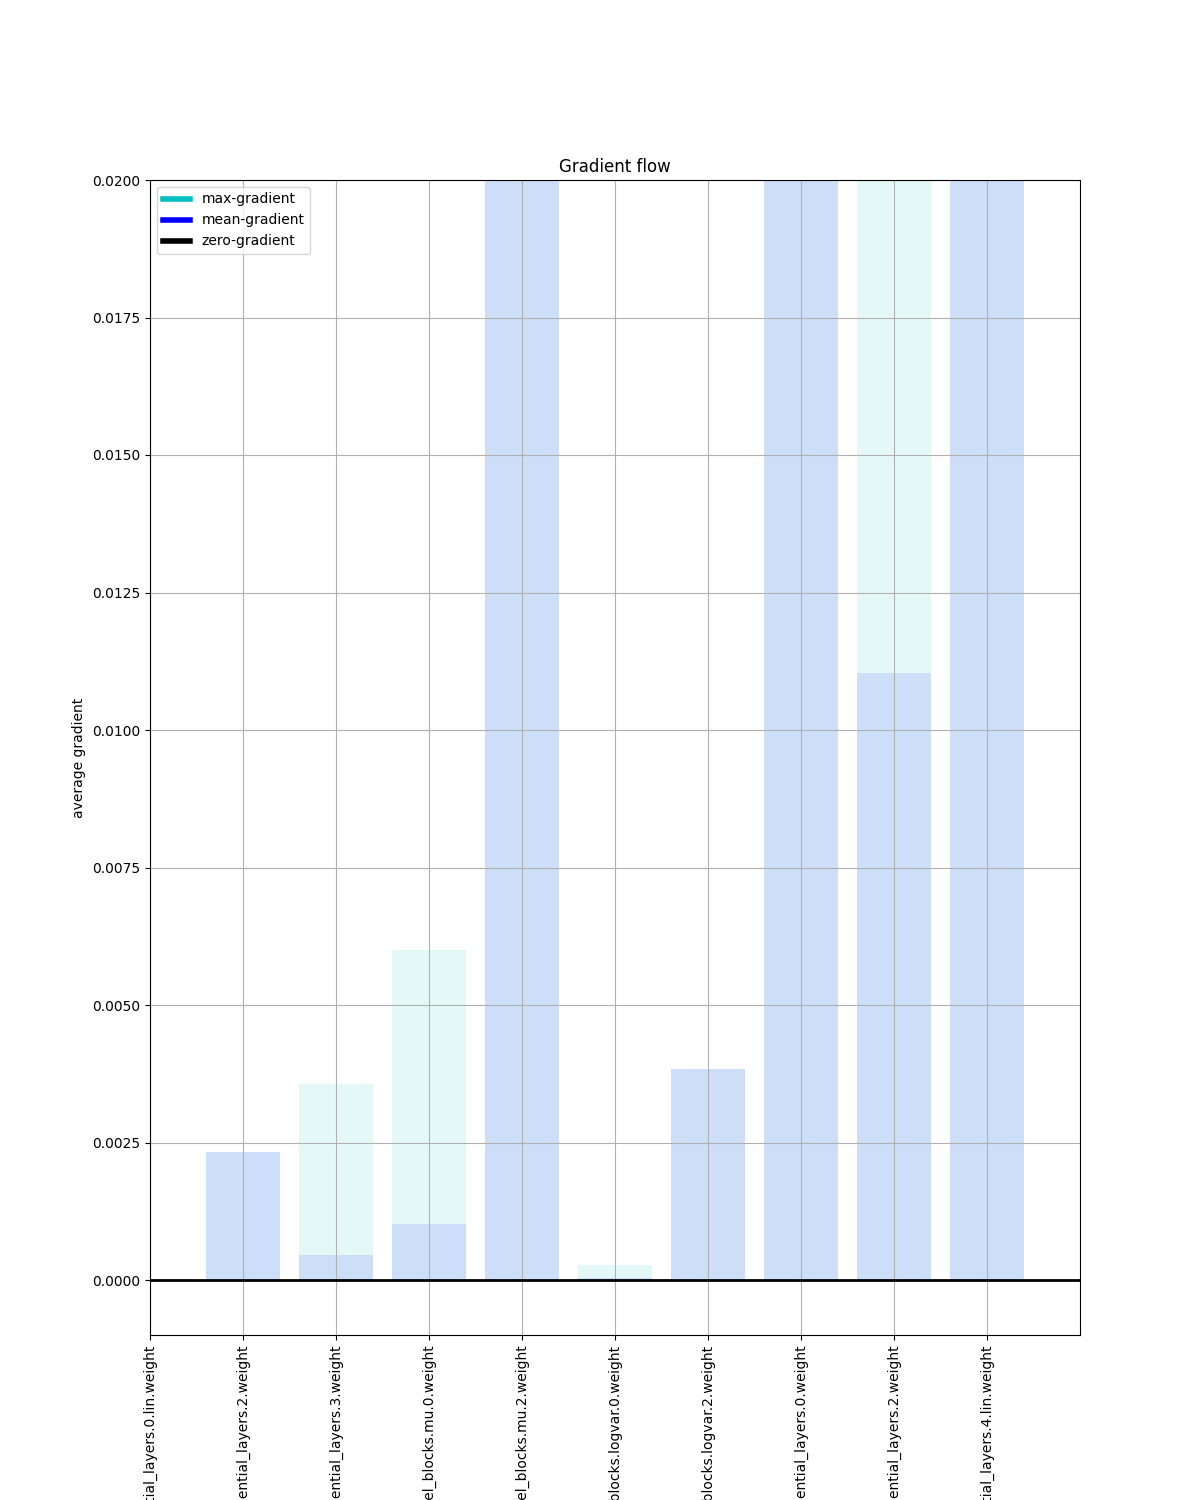 Gradient flow
max-gradient
mean-gradient
zero-gradient
0.0200
0.0175
0.0150
0.0125
0.0100
0.0075
0.0050
0.0025
0.0000
average gradient
tial_layers.0.lin.weight
ential_layers.2.weight
ential_layers.3.weight
el_blocks.mu.0.weight
el_blocks.mu.2.weight
blocks.logvar.0.weight
blocks.logvar.2.weight
ential_layers.0.weight
ential_layers.2.weight
tial_layers.4.lin.weight